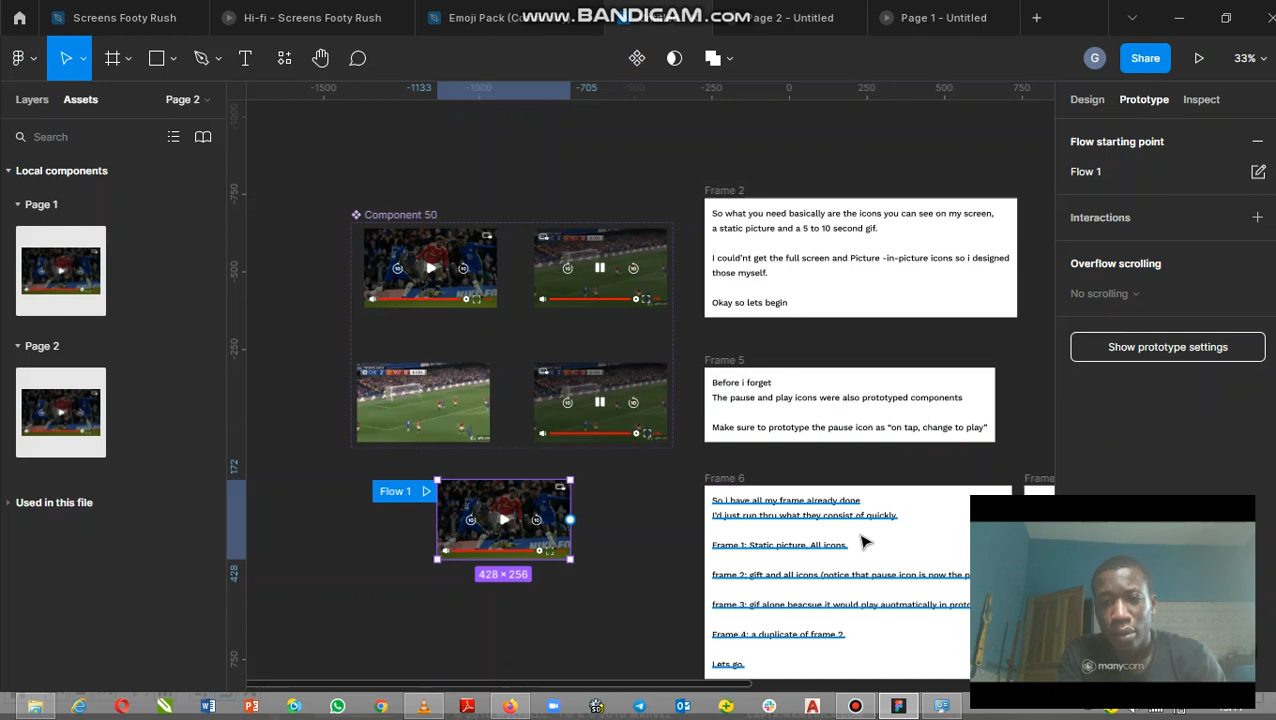 Screens Footy Rush
Hi-fi - Screens Footy Rush
Emoji Pack (Co
WWW.BANDICAM.COM
Page 2 - Untitled
Page 1 - Untitled
G
Share
33%
Layers
Assets
Page 2
-1500
-1133
-1000
-705
-250
0
250
500
750
Design
Prototype
Inspect
Search
Flow starting point
Local components
Flow 1
Page 1
Interactions
Overflow scrolling
No scrolling
Show prototype settings
Page 2
Used in this file
-1000
-750
-500
-250
172
428
750
Component 50
Frame 2
So what you need basically are the icons you can see on my screen,
a static picture and a 5 to 10 second gif.
I could'nt get the full screen and Picture -in-picture icons so i designed
those myself.
Okay so lets begin
Frame 5
Before i forget
The pause and play icons were also prototyped components
Make sure to prototype the pause icon as “on tap, change to play”
Flow 1
428 × 256
Frame 6
Frame
So i have all my frame already done
I'd just run thru what they consist of quickly.
Frame 1: Static picture. All icons.
frame 2: gift and all icons (notice that pause icon is now the p
frame 3: gif alone beacsue it would play auotmatically in proto
Frame 4: a duplicate of frame 2.
Lets go.
manycam